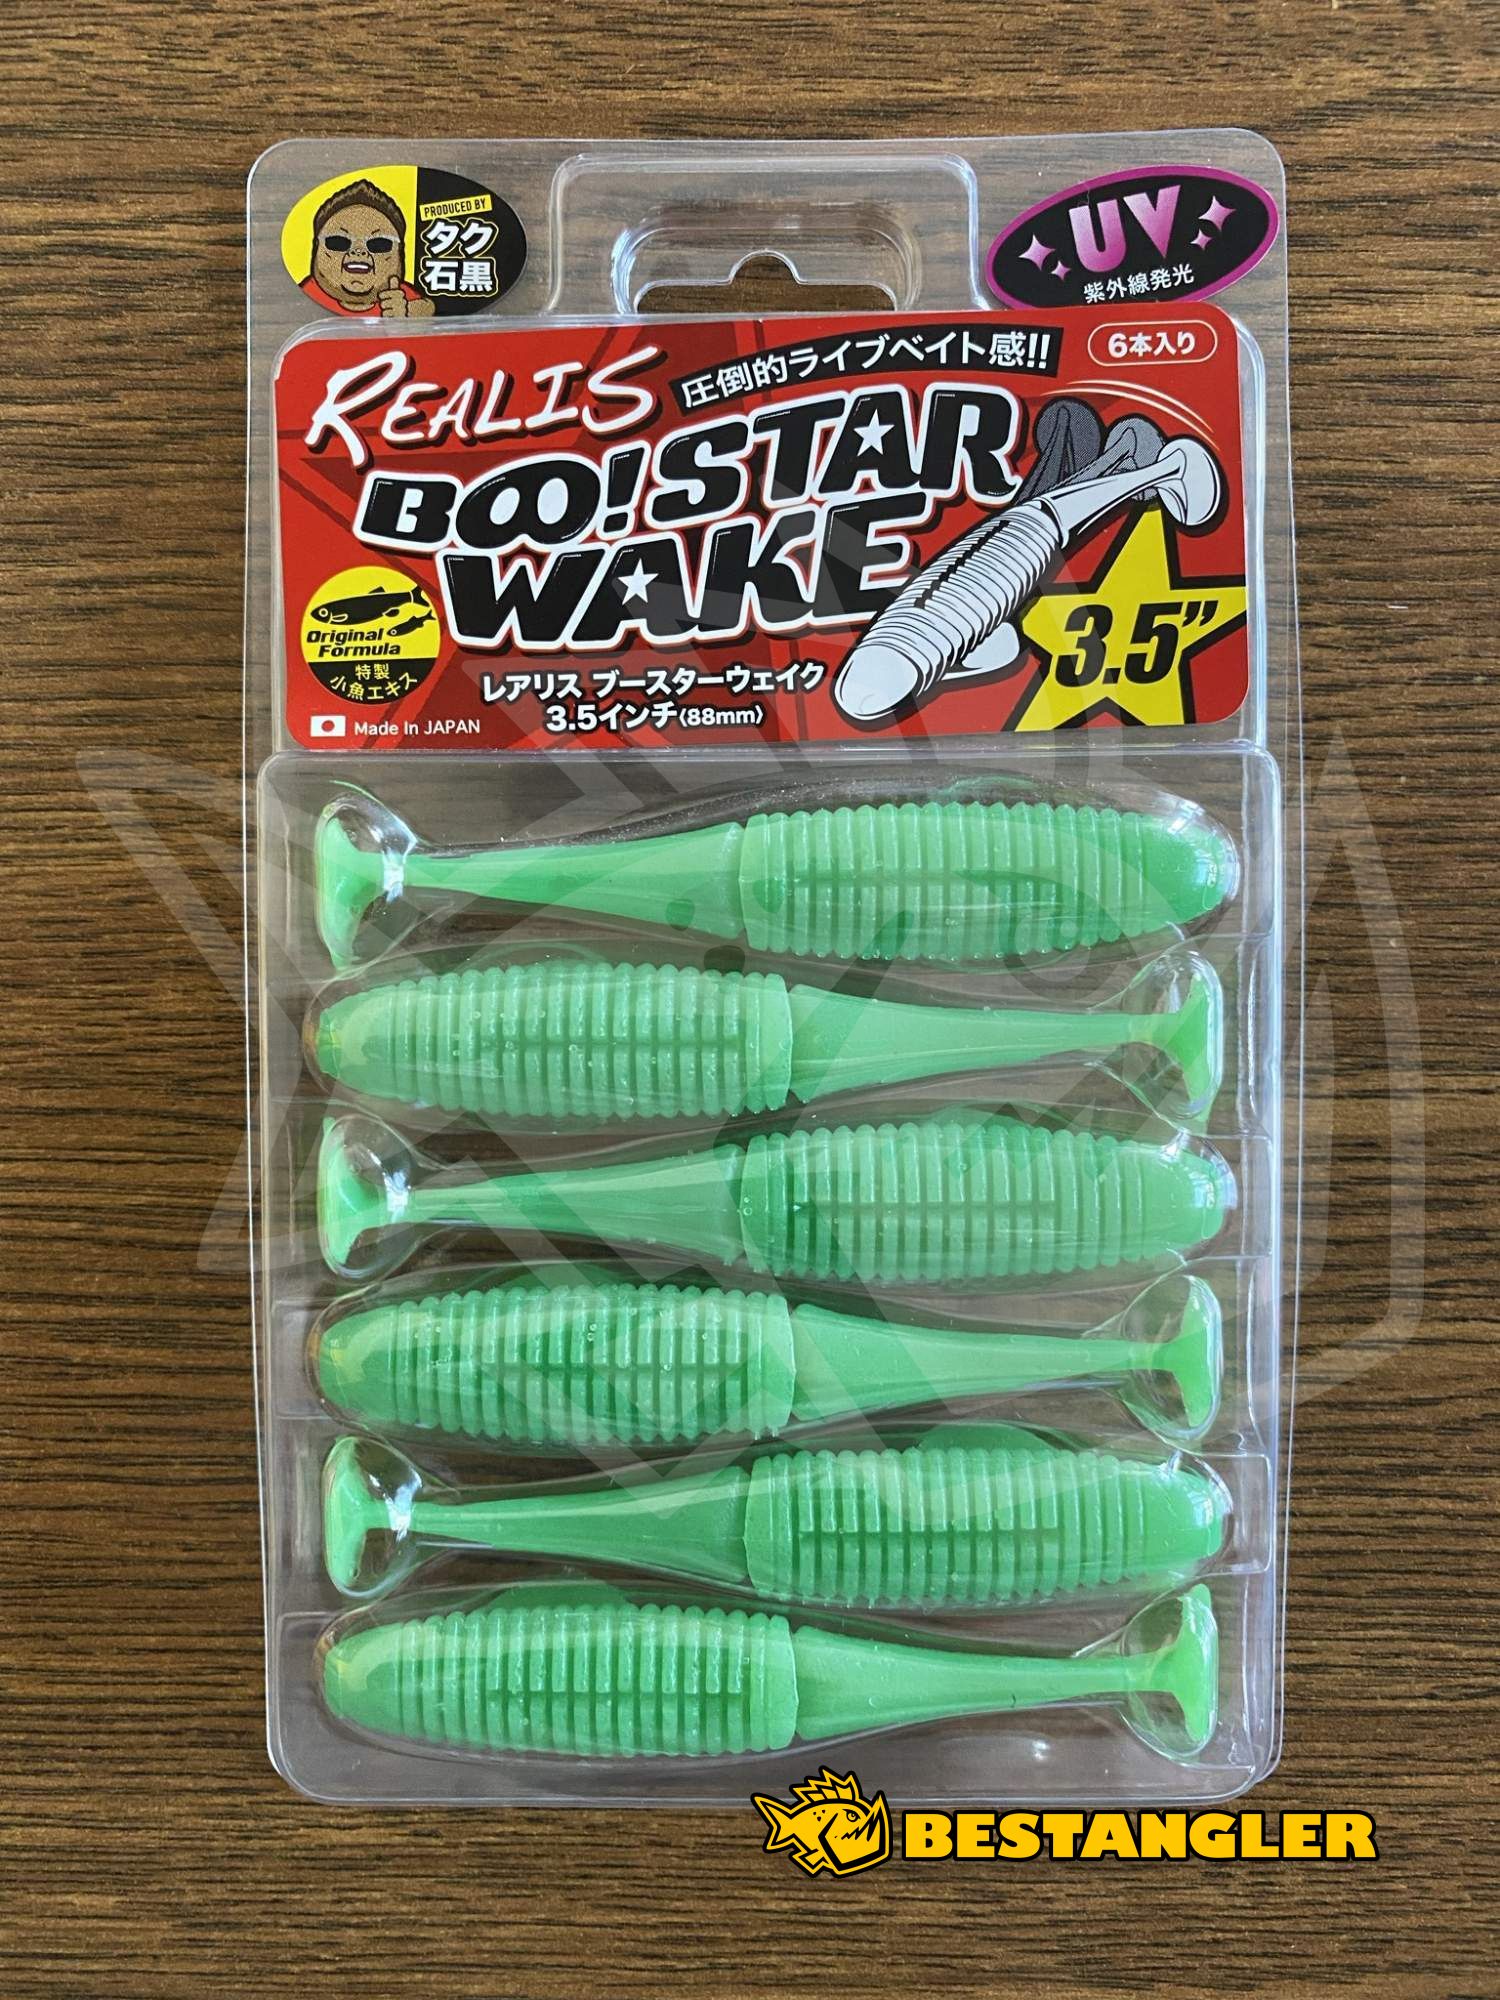 PRODUCED BY
タク
石黒
UV
紫外線発光
REALIS
圧倒的ライブベイト感!!
6本入り
BOO!STAR
WAKE
3.5”
Original
Formula
特製
小魚エキス
レアリス ブースターウェイク
3.5インチ(88mm)
Made In JAPAN
BESTANGLER